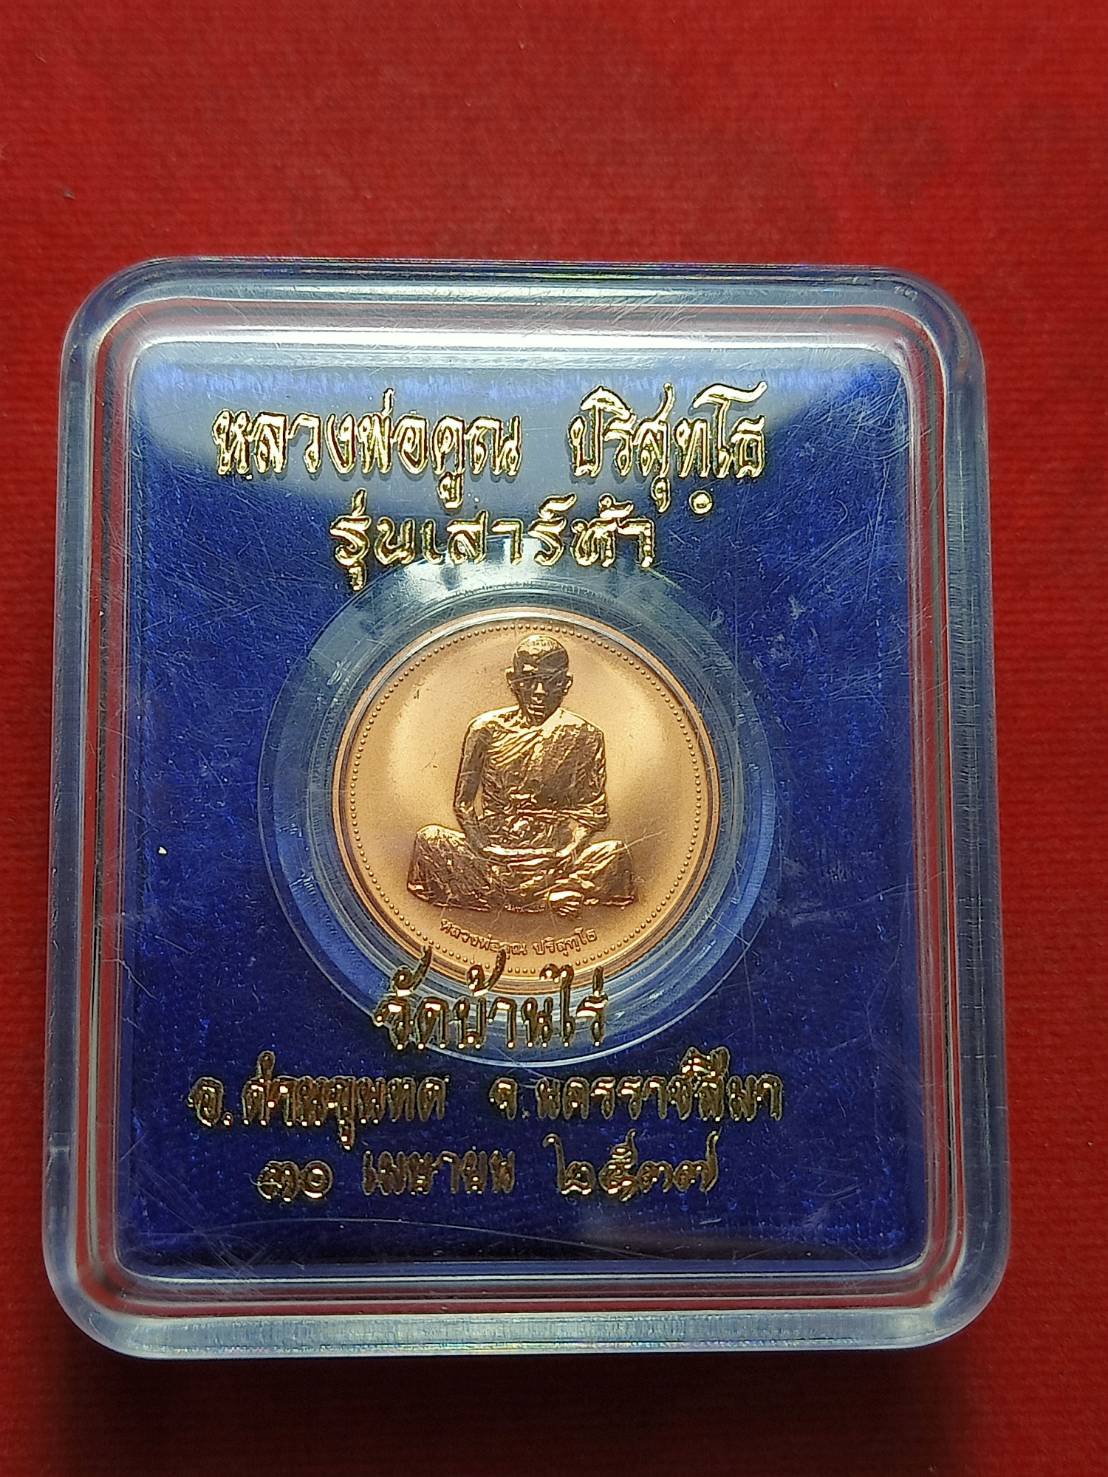 หลวงพ่อคูณ ปริสุทฺโธ
รุ่นเสาร์ห้า
หลวงพ่อคูณ ปริสุทฺโธ
วัดบ้านไร่
อ.ด่านขุนทด จ.นครราชสีมา
๓๐ เมษายน ๒๕๓๗